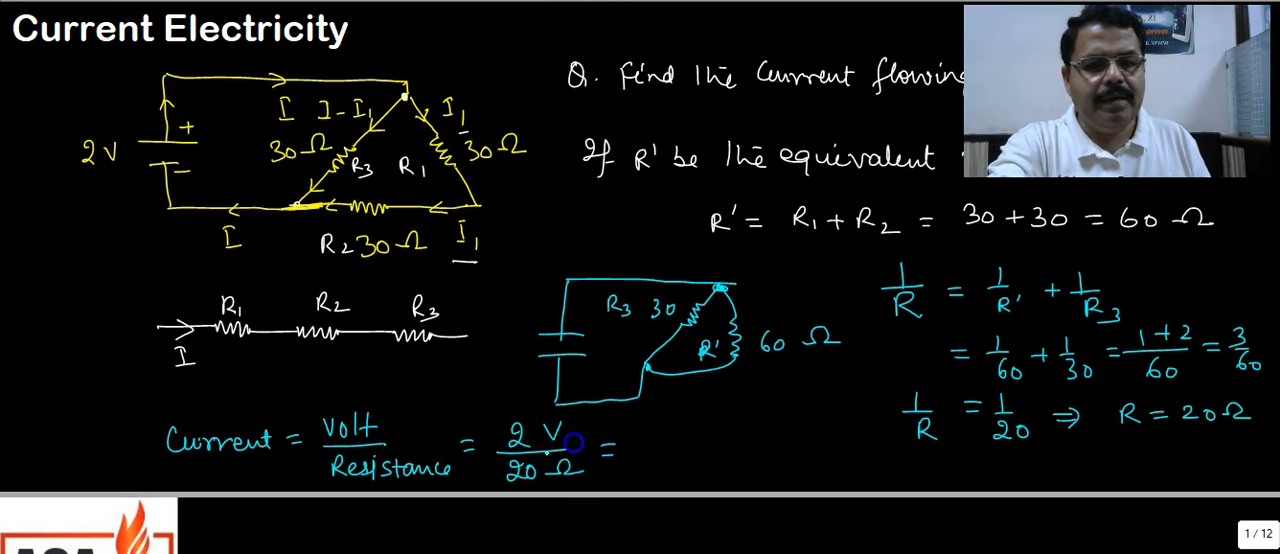 Current Electricity
Q. Find the current flowing
2 V
+
−
I
I - I₁
I₁
30 Ω
R₃
R₁
30 Ω
I
R₂ 30 Ω
I₁
If R' be the equivalent
R' = R₁ + R₂ = 30 + 30 = 60 Ω
R₁ R₂ R₃
I
R₃ 30
R' 60 Ω
1/R = 1/R' + 1/R₃
= 1/60 + 1/30 = 1+2/60 = 3/60
1/R = 1/20 ⇒ R = 20 Ω
Current = Volt/Resistance = 2 V/20 Ω =
XI
1 / 12